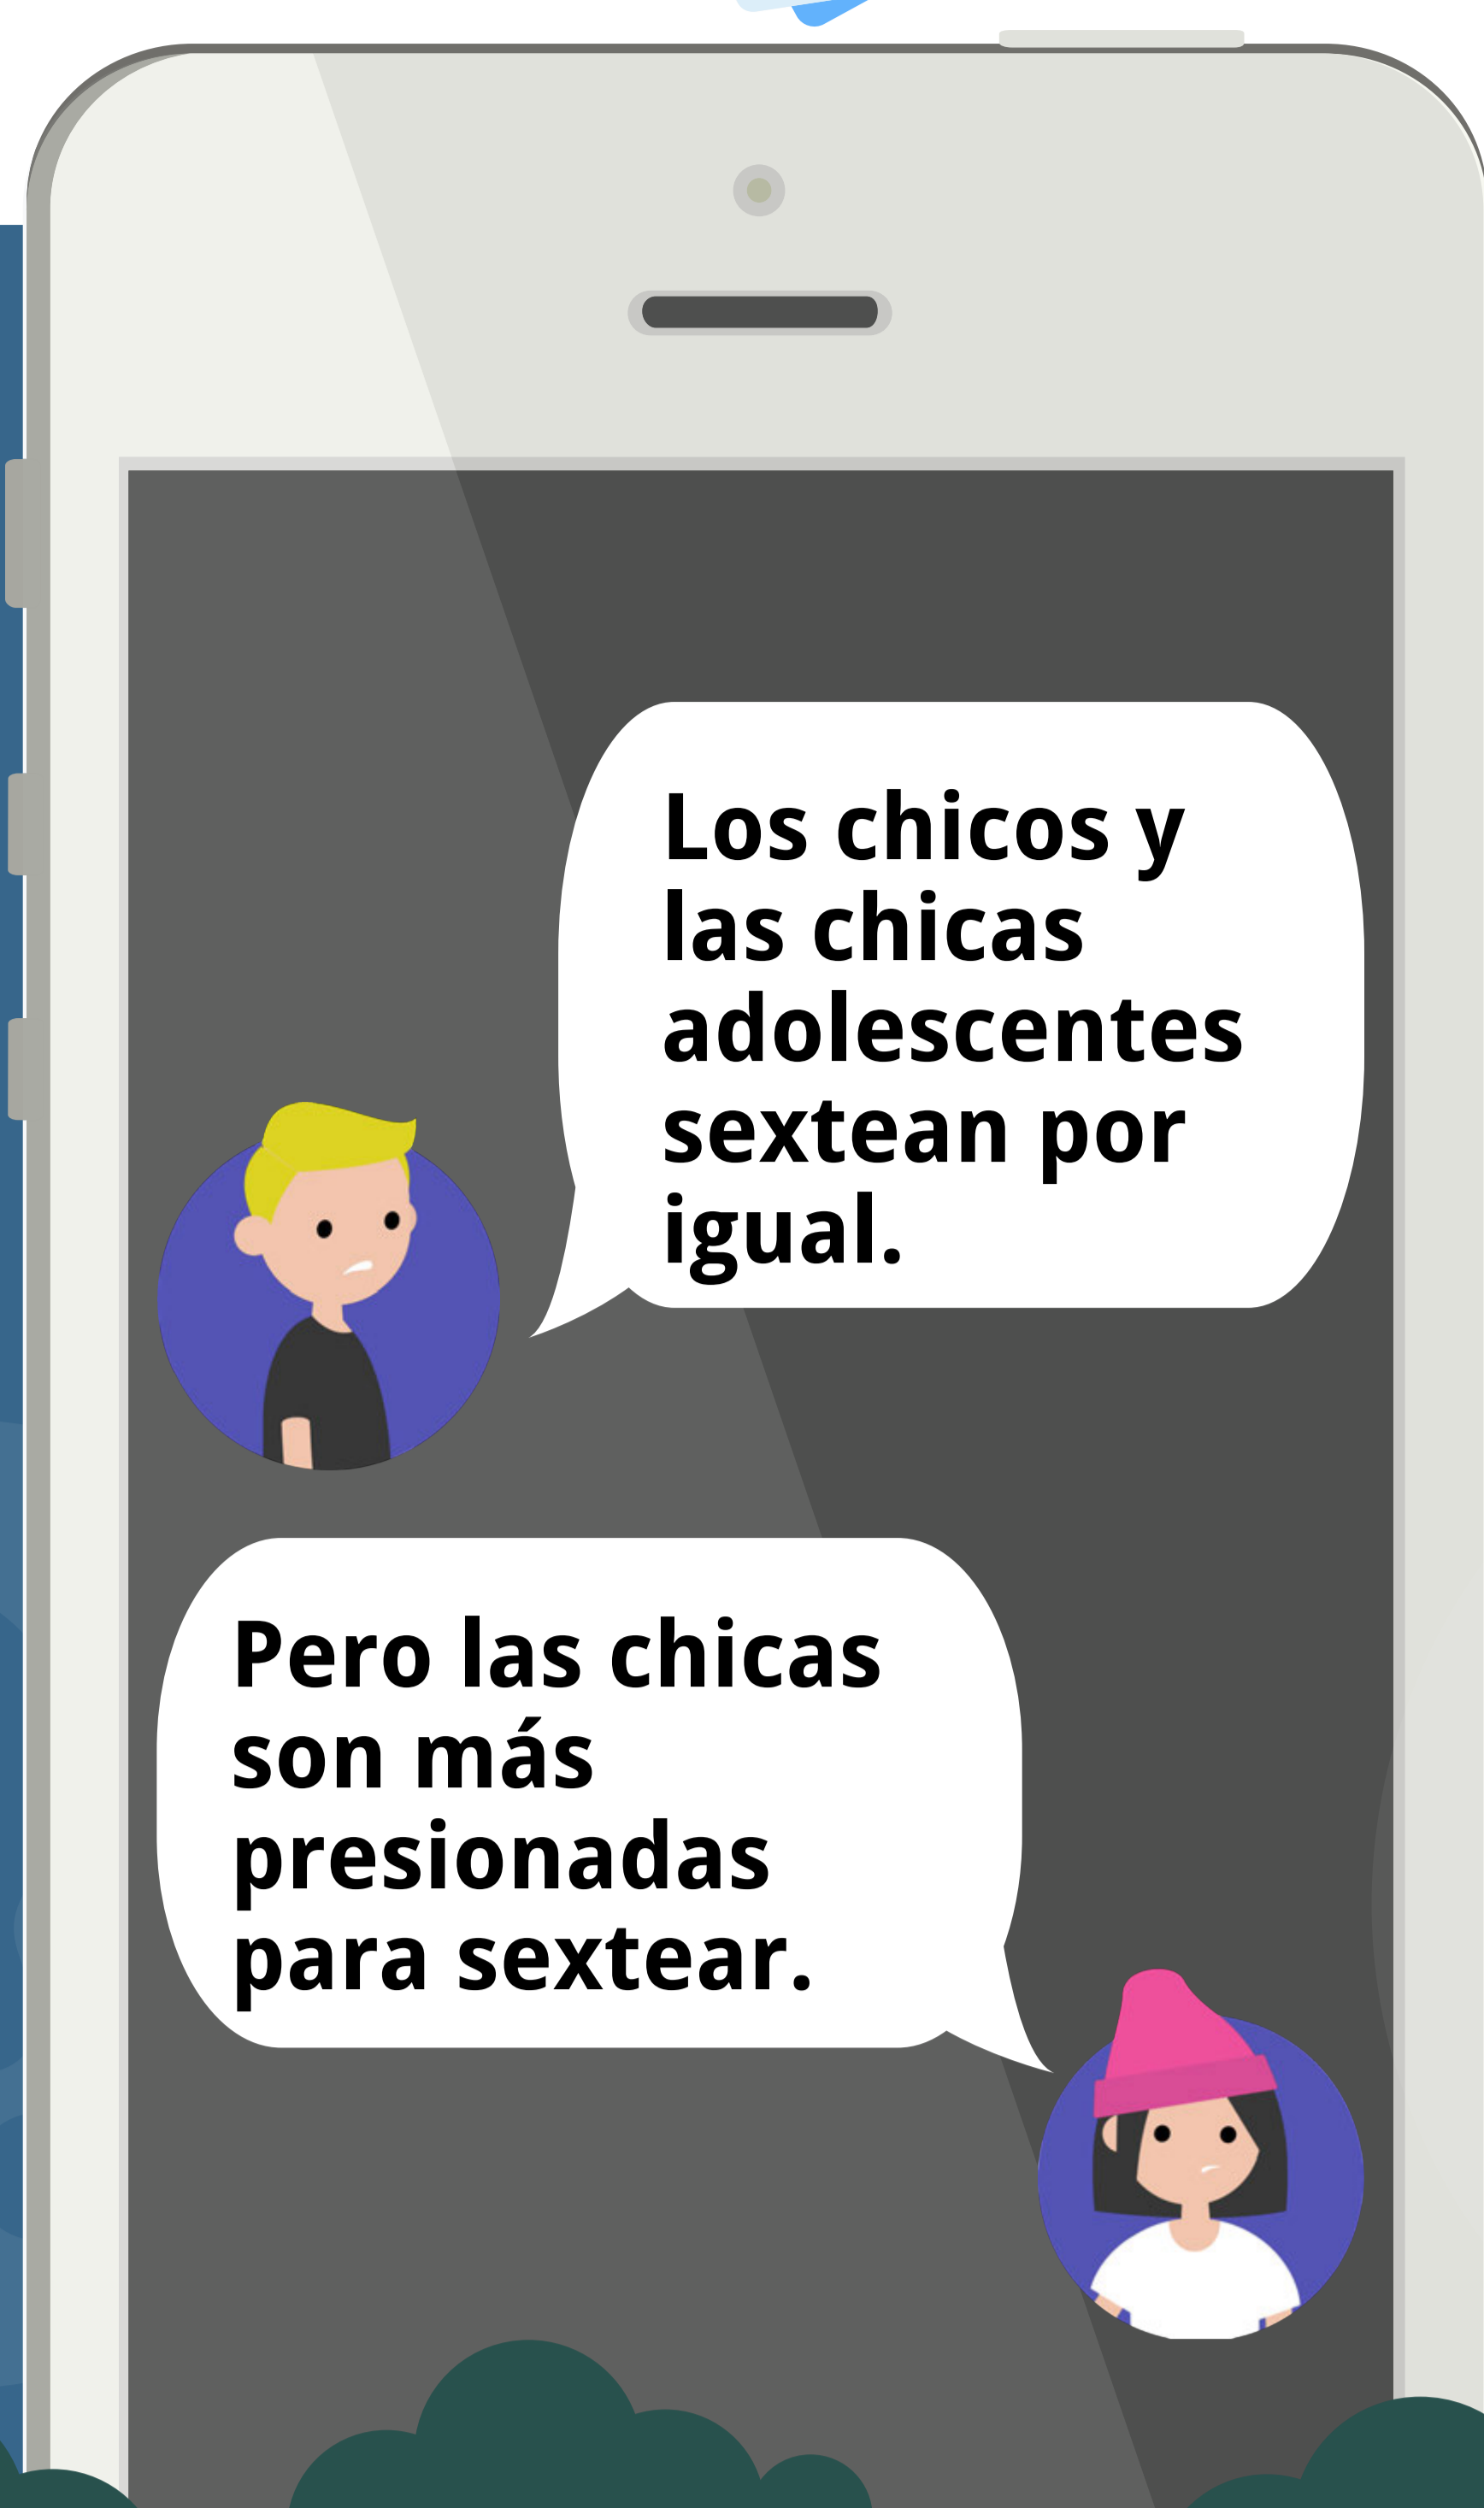 Los chicos y
las chicas
adolescentes
sextean por
igual.
Pero las chicas
son más
presionadas
para sextear.